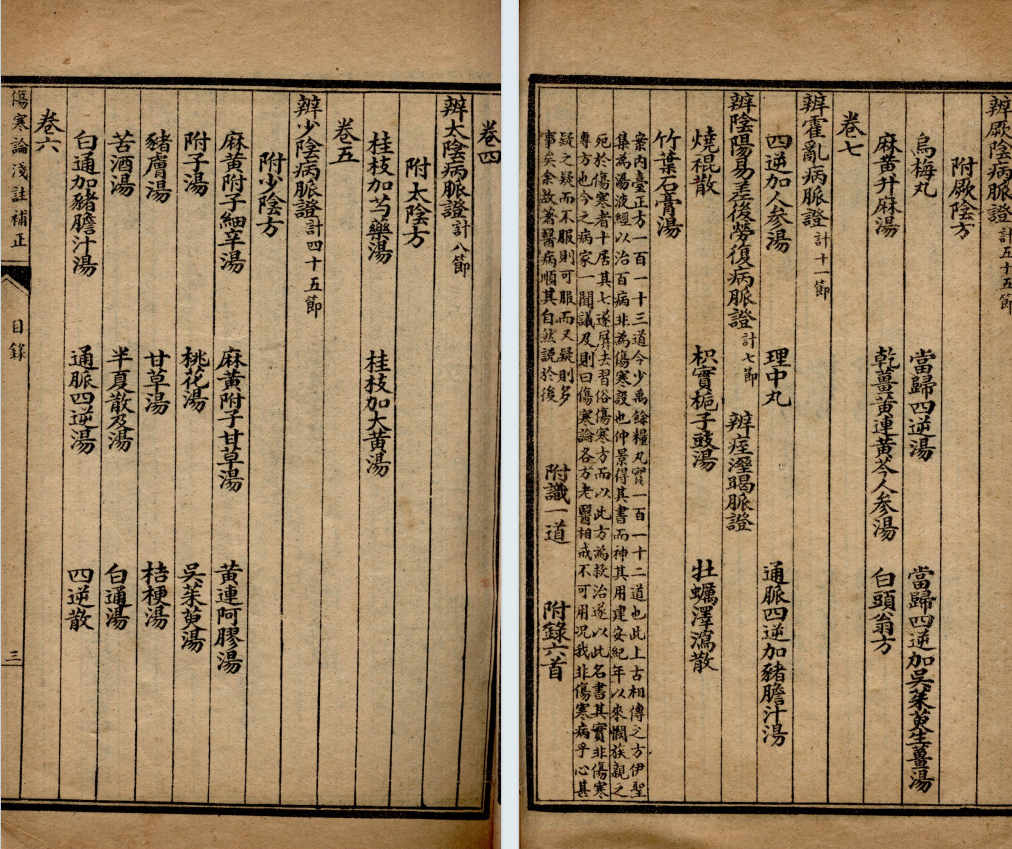 卷四
辨太陰病脈證計八節
附太陰方
桂枝加芍藥湯 桂枝加大黃湯
卷五
辨少陰病脈證計四十五節
附少陰方
麻黃附子細辛湯 麻黃附子甘草湯 黃連阿膠湯
附子湯 桃花湯 吳茱萸湯
豬膚湯 甘草湯 桔梗湯
苦酒湯 半夏散及湯 白通湯
白通加豬膽汁湯 通脈四逆湯 四逆散
卷六
傷寒論淺註補正 目錄 三
辨厥陰病脈證計五十五節
附厥陰方
烏梅丸 當歸四逆湯 當歸四逆加吳茱萸生薑湯
麻黃升麻湯 乾薑黃連黃芩人參湯 白頭翁方
卷七
辨霍亂病脈證計十一節
四逆加人參湯 理中丸 通脈四逆加豬膽汁湯
辨陰陽易差後勞復病脈證計七節 辨痙溼暍脈證
燒裩散 枳實梔子豉湯 牡蠣澤瀉散
竹葉石膏湯
案內臺正方一百一十三道今少禹餘糧丸實一百一十二道也此上古相傳之方伊聖
集為湯液經以治百病非為傷寒設也仲景得其書而神其用建安紀年以來憫族親之
死於傷寒者十居其七遂屏去習俗傷寒方而以此方為救治遂以此名書其實非傷寒
專方也今之病家一聞議及則曰傷寒論各方老醫相戒不可用况我非傷寒病乎心甚
疑之疑而不服則可服而又疑則多
事矣余故著醫病順其自然說於後
附識一道 附錄六首